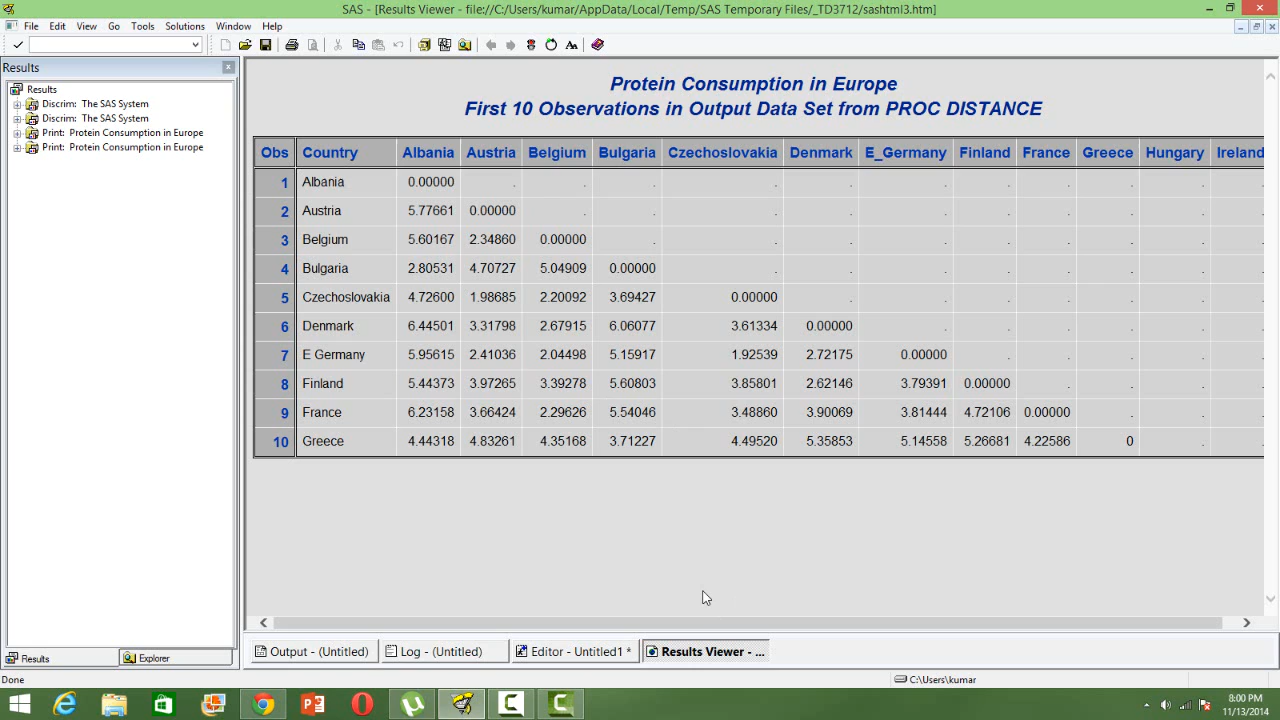 SAS - [Results Viewer - file://C:/Users/kumar/AppData/Local/Temp/SAS Temporary Files/_TD3712/sashtml3.htm]
File Edit View Go Tools Solutions Window Help
Results
Results
Discrim: The SAS System
Discrim: The SAS System
Print: Protein Consumption in Europe
Print: Protein Consumption in Europe
Protein Consumption in Europe
First 10 Observations in Output Data Set from PROC DISTANCE
Obs Country Albania Austria Belgium Bulgaria Czechoslovakia Denmark E_Germany Finland France Greece Hungary Ireland
1 Albania 0.00000 . . . . . . . . . . .
2 Austria 5.77661 0.00000 . . . . . . . . . .
3 Belgium 5.60167 2.34860 0.00000 . . . . . . . . .
4 Bulgaria 2.80531 4.70727 5.04909 0.00000 . . . . . . . .
5 Czechoslovakia 4.72600 1.98685 2.20092 3.69427 0.00000 . . . . . . .
6 Denmark 6.44501 3.31798 2.67915 6.06077 3.61334 0.00000 . . . . . .
7 E Germany 5.95615 2.41036 2.04498 5.15917 1.92539 2.72175 0.00000 . . . . .
8 Finland 5.44373 3.97265 3.39278 5.60803 3.85801 2.62146 3.79391 0.00000 . . . .
9 France 6.23158 3.66424 2.29626 5.54046 3.48860 3.90069 3.81444 4.72106 0.00000 . . .
10 Greece 4.44318 4.83261 4.35168 3.71227 4.49520 5.35853 5.14558 5.26681 4.22586 0 . .
Results Explorer
Output - (Untitled) Log - (Untitled) Editor - Untitled1 * Results Viewer - ...
Done C:\Users\kumar
8:00 PM
11/13/2014